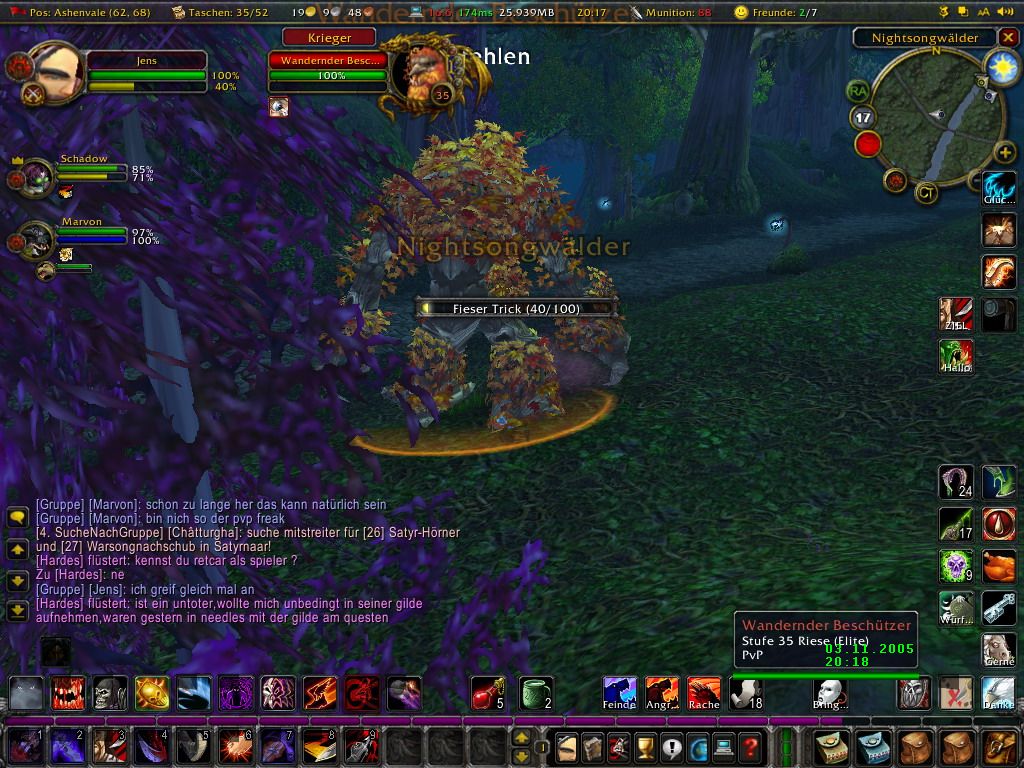 Pos: Ashenvale (62, 68) Taschen: 35/52 19 9 48 174ms 25.939MB 20:17 Munition: 88 Freunde: 2/7
Krieger
Nightsongwälder
Jens
Wandernder Besc...
100%
100%
40%
35
N
RA
17
CT
Schadow
85%
71%
Marvon
97%
100%
Nightsongwälder
Fieser Trick (40/100)
Glüc...
ZIEL
Hallo
[Gruppe] [Marvon]: schon zu lange her das kann natürlich sein
[Gruppe] [Marvon]: bin nich so der pvp freak
[4. SucheNachGruppe] [Châtturgha]: suche mitstreiter für [26] Satyr-Hörner
und [27] Warsongnachschub in Satyrnaar!
[Hardes] flüstert: kennst du retcar als spieler ?
Zu [Hardes]: ne
[Gruppe] [Jens]: ich greif gleich mal an
[Hardes] flüstert: ist ein untoter,wollte mich unbedingt in seiner gilde
aufnehmen,waren gestern in needles mit der gilde am questen
24
17
9
Würf...
Gerne
Wandernder Beschützer
Stufe 35 Riese (Elite)
PvP
03.11.2005
20:18
5 2 Feinde Angr... Rache 18 Bring... Danke
1 2 3 4 5 6 7 8 9 1